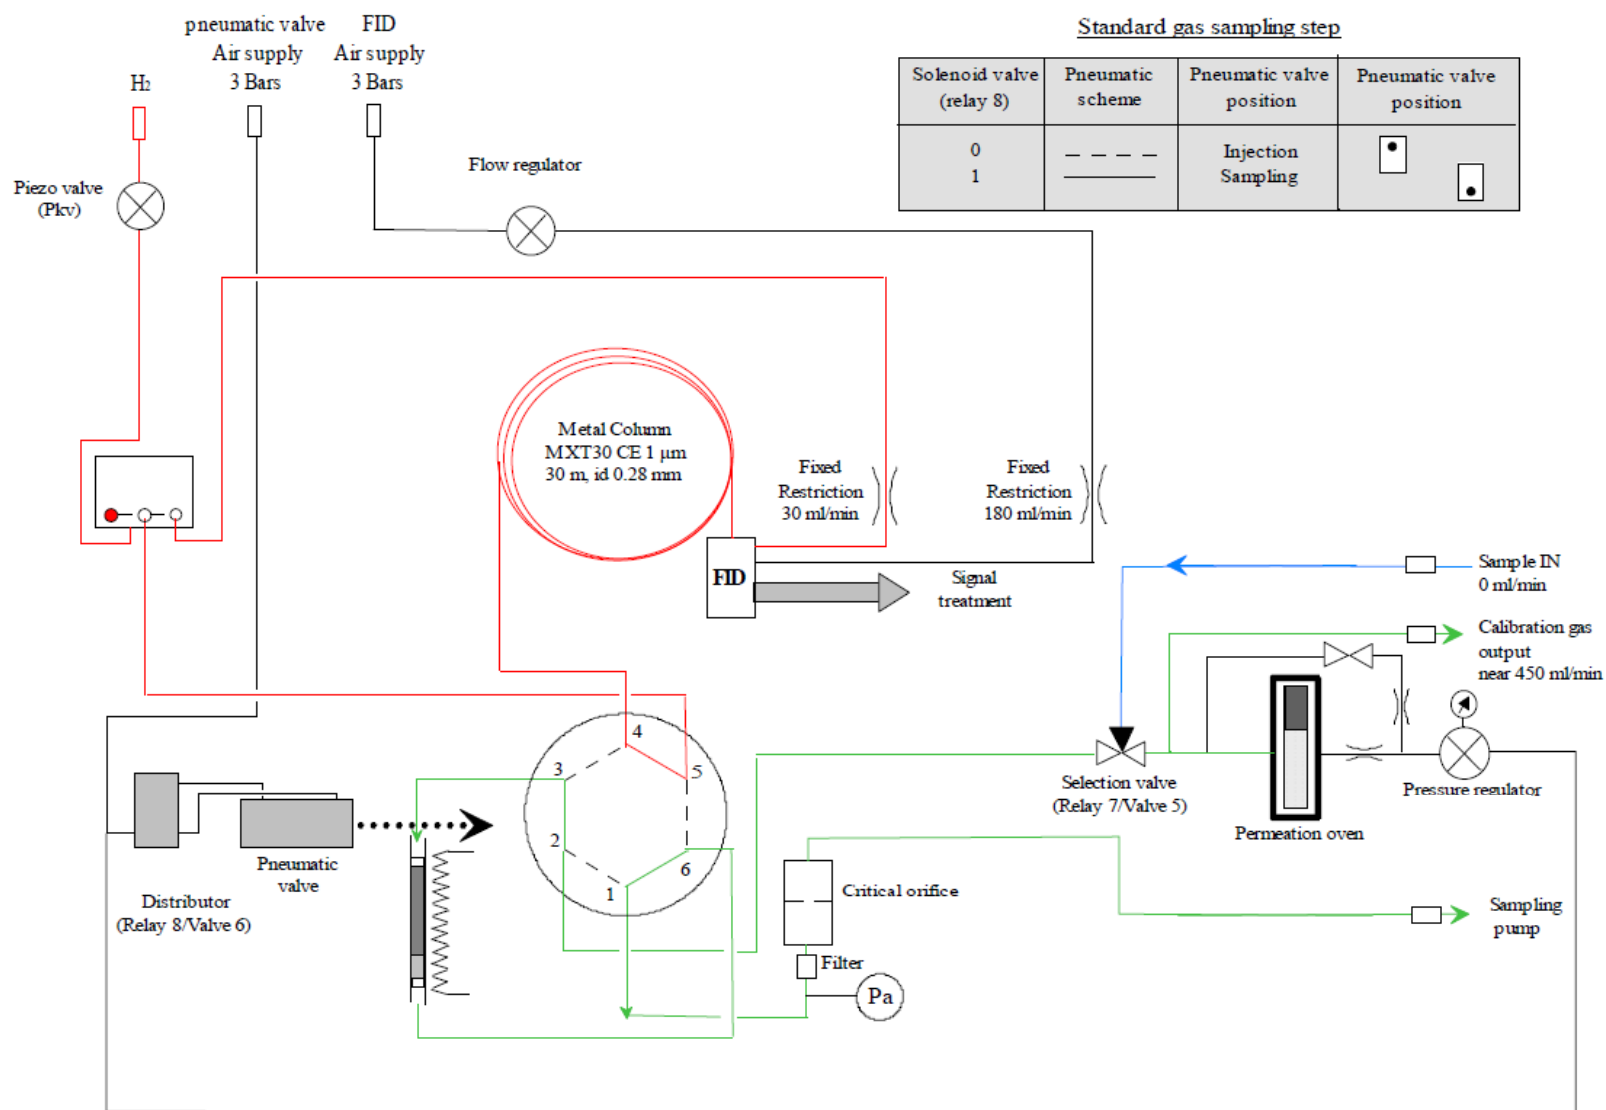 pneumatic valve
Air supply
3 Bars
FID
Air supply
3 Bars
H2
Standard gas sampling step
Solenoid valve
(relay 8)
Pneumatic
scheme
Pneumatic valve
position
Pneumatic valve
position
0
Injection
1
Sampling
Piezo valve
(Pkv)
Flow regulator
Metal Column
MXT30 CE 1 µm
30 m, id 0.28 mm
Fixed
Restriction
30 ml/min
Fixed
Restriction
180 ml/min
FID
Signal
treatment
Sample IN
0 ml/min
Calibration gas
output
near 450 ml/min
4
3
5
2
6
1
Selection valve
(Relay 7/Valve 5)
Permeation oven
Pressure regulator
Pneumatic
valve
Distributor
(Relay 8/Valve 6)
Critical orifice
Filter
Pa
Sampling
pump